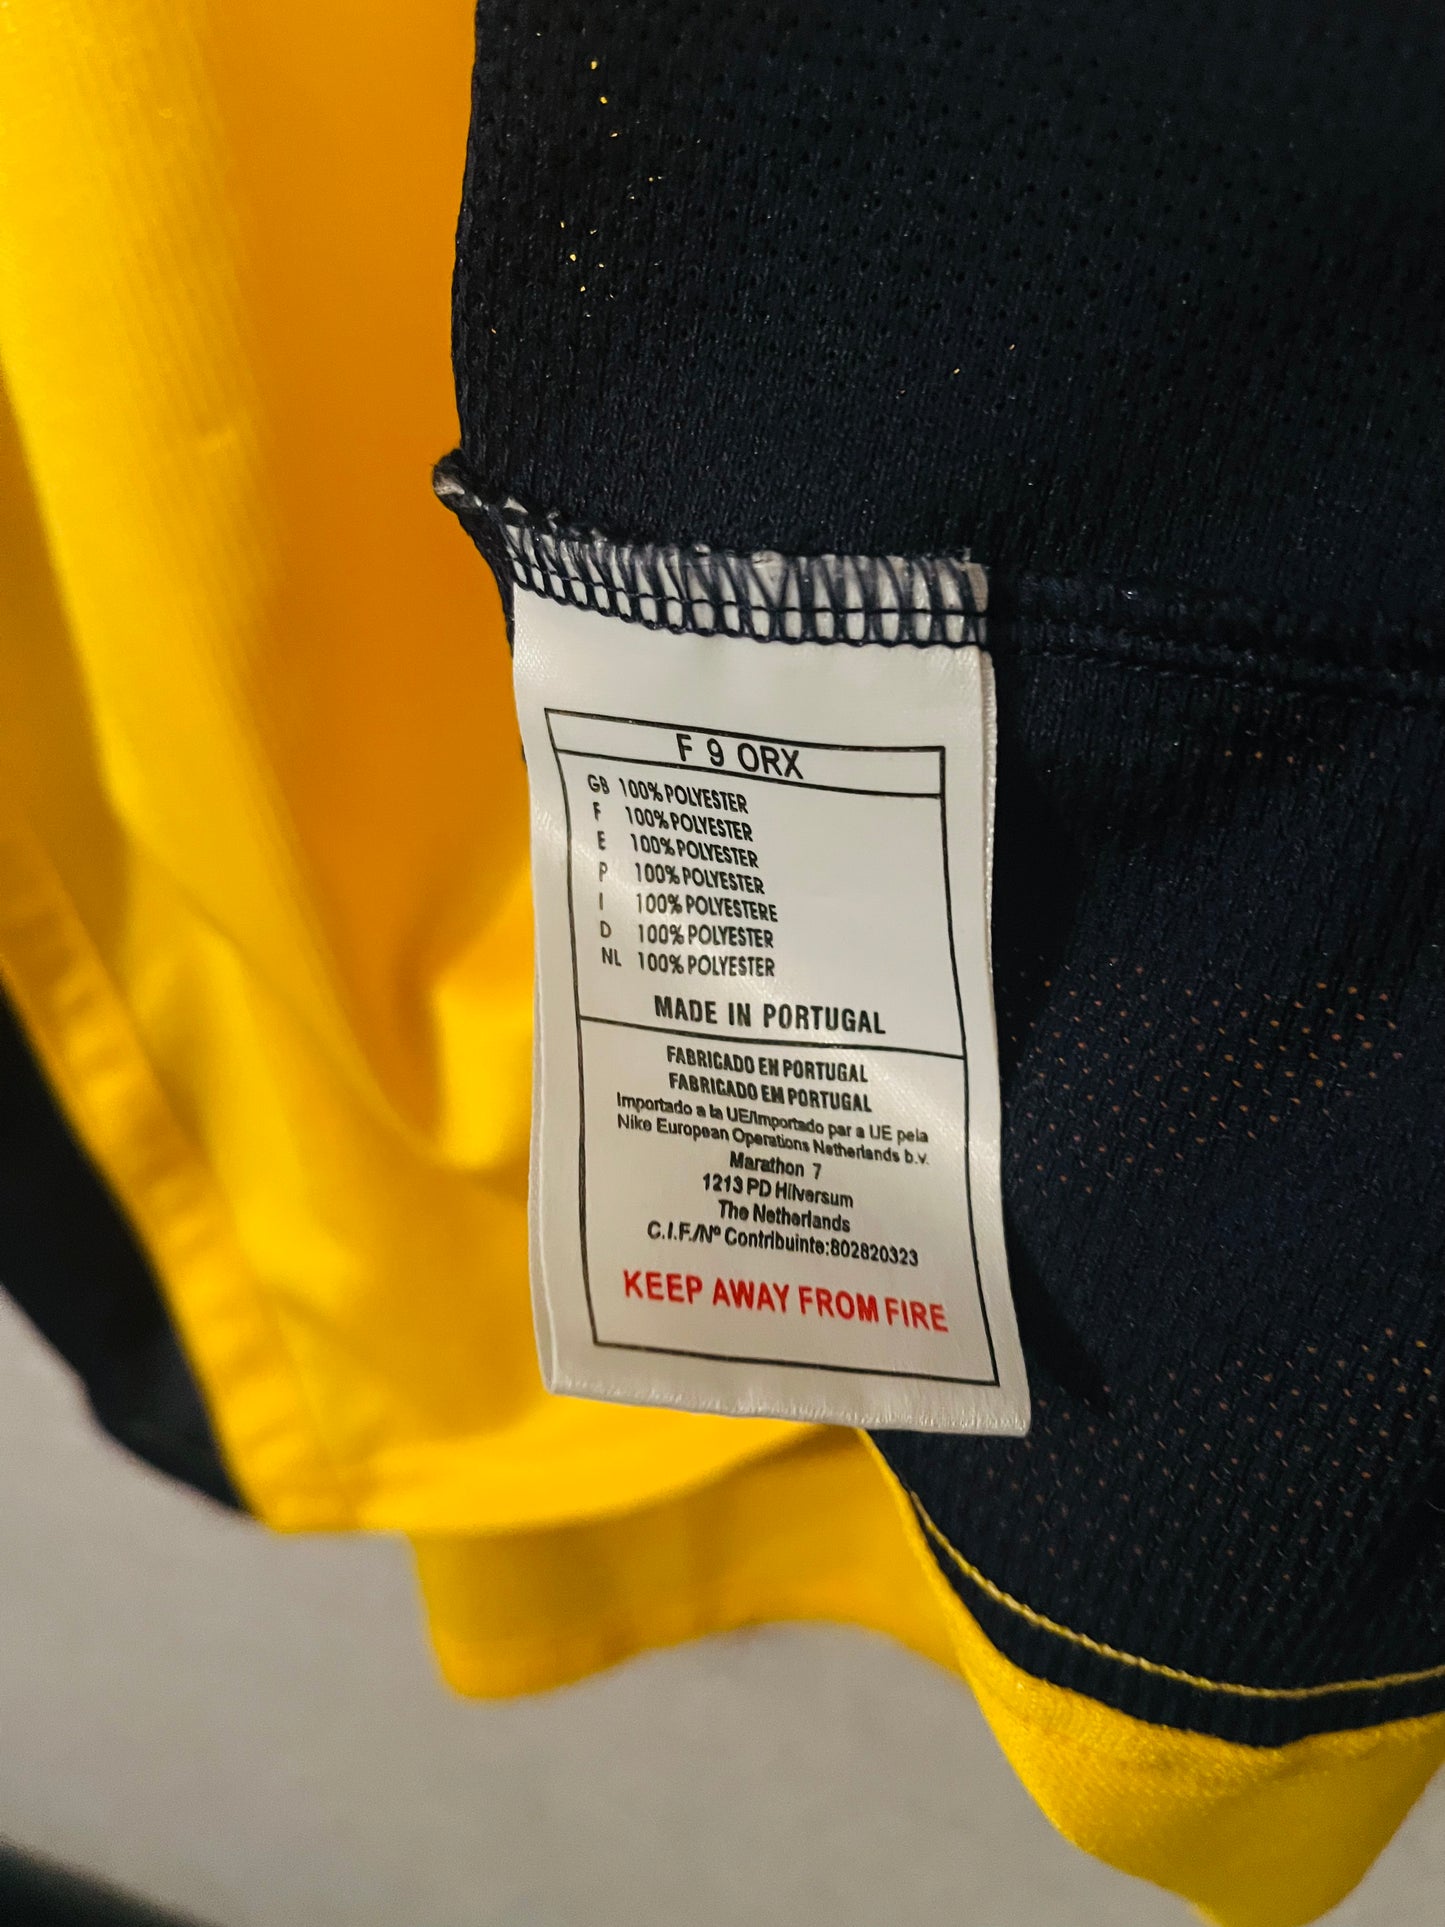 F 9 ORX
GB 100% POLYESTER
F 100% POLYESTER
E 100% POLYESTER
P 100% POLYESTER
I 100% POLYESTERE
D 100% POLYESTER
NL 100% POLYESTER
MADE IN PORTUGAL
FABRICADO EN PORTUGAL
FABRICADO EM PORTUGAL
Importado a la UE/Importado par a UE pela
Nike European Operations Netherlands b.v.
Marathon 7
1213 PD Hilversum
The Netherlands
C.I.F./Nº Contribuinte:802820323
KEEP AWAY FROM FIRE